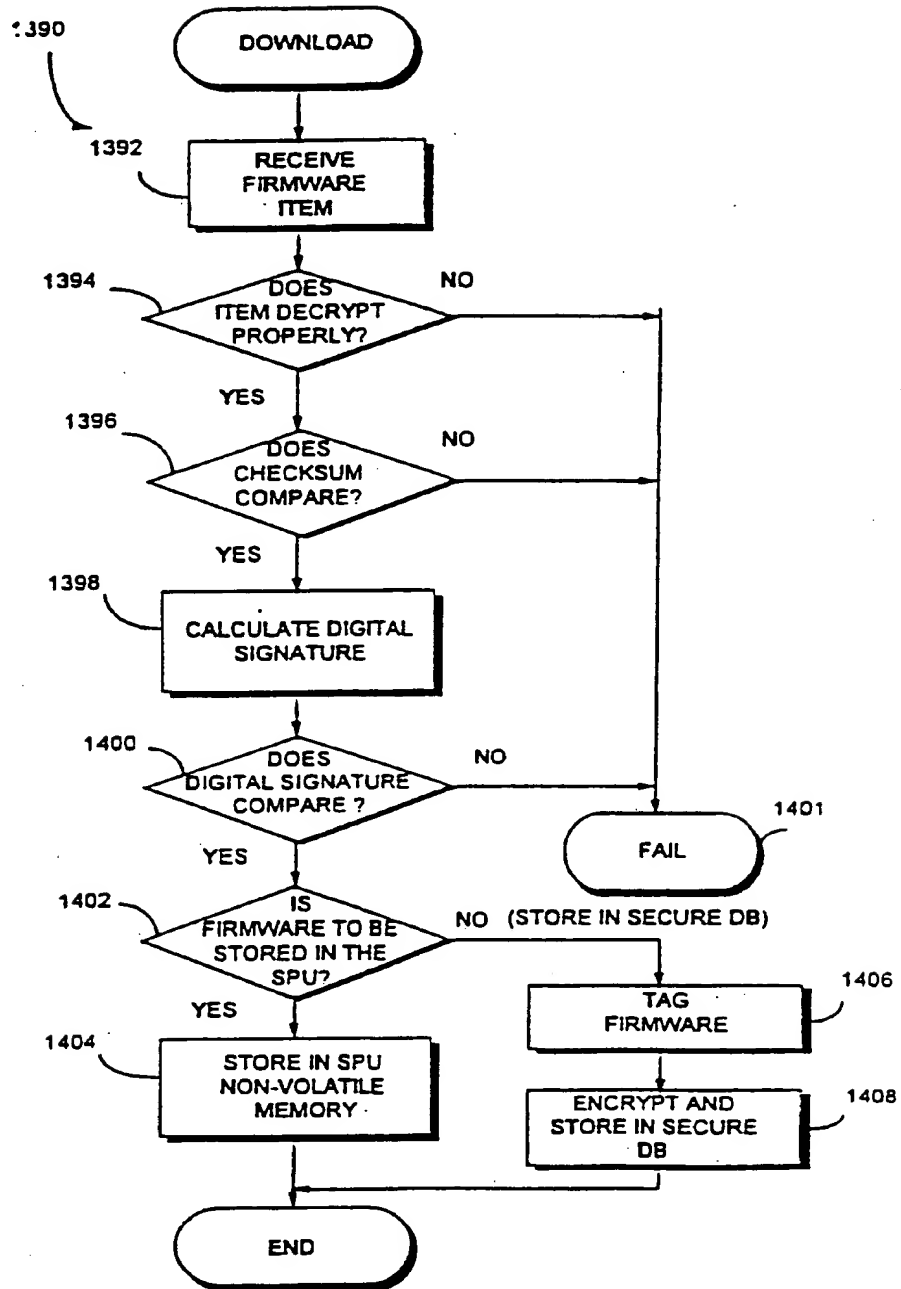 1390
DOWNLOAD
1392
RECEIVE
FIRMWARE
ITEM
1394
DOES
ITEM DECRYPT
PROPERLY?
NO
YES
1396
DOES
CHECKSUM
COMPARE?
NO
YES
1398
CALCULATE DIGITAL
SIGNATURE
1400
DOES
DIGITAL SIGNATURE
COMPARE ?
NO
1401
FAIL
YES
1402
IS
FIRMWARE TO BE
STORED IN THE
SPU?
NO (STORE IN SECURE DB)
1406
TAG
FIRMWARE
YES
1404
STORE IN SPU
NON-VOLATILE
MEMORY
1408
ENCRYPT AND
STORE IN SECURE
DB
END